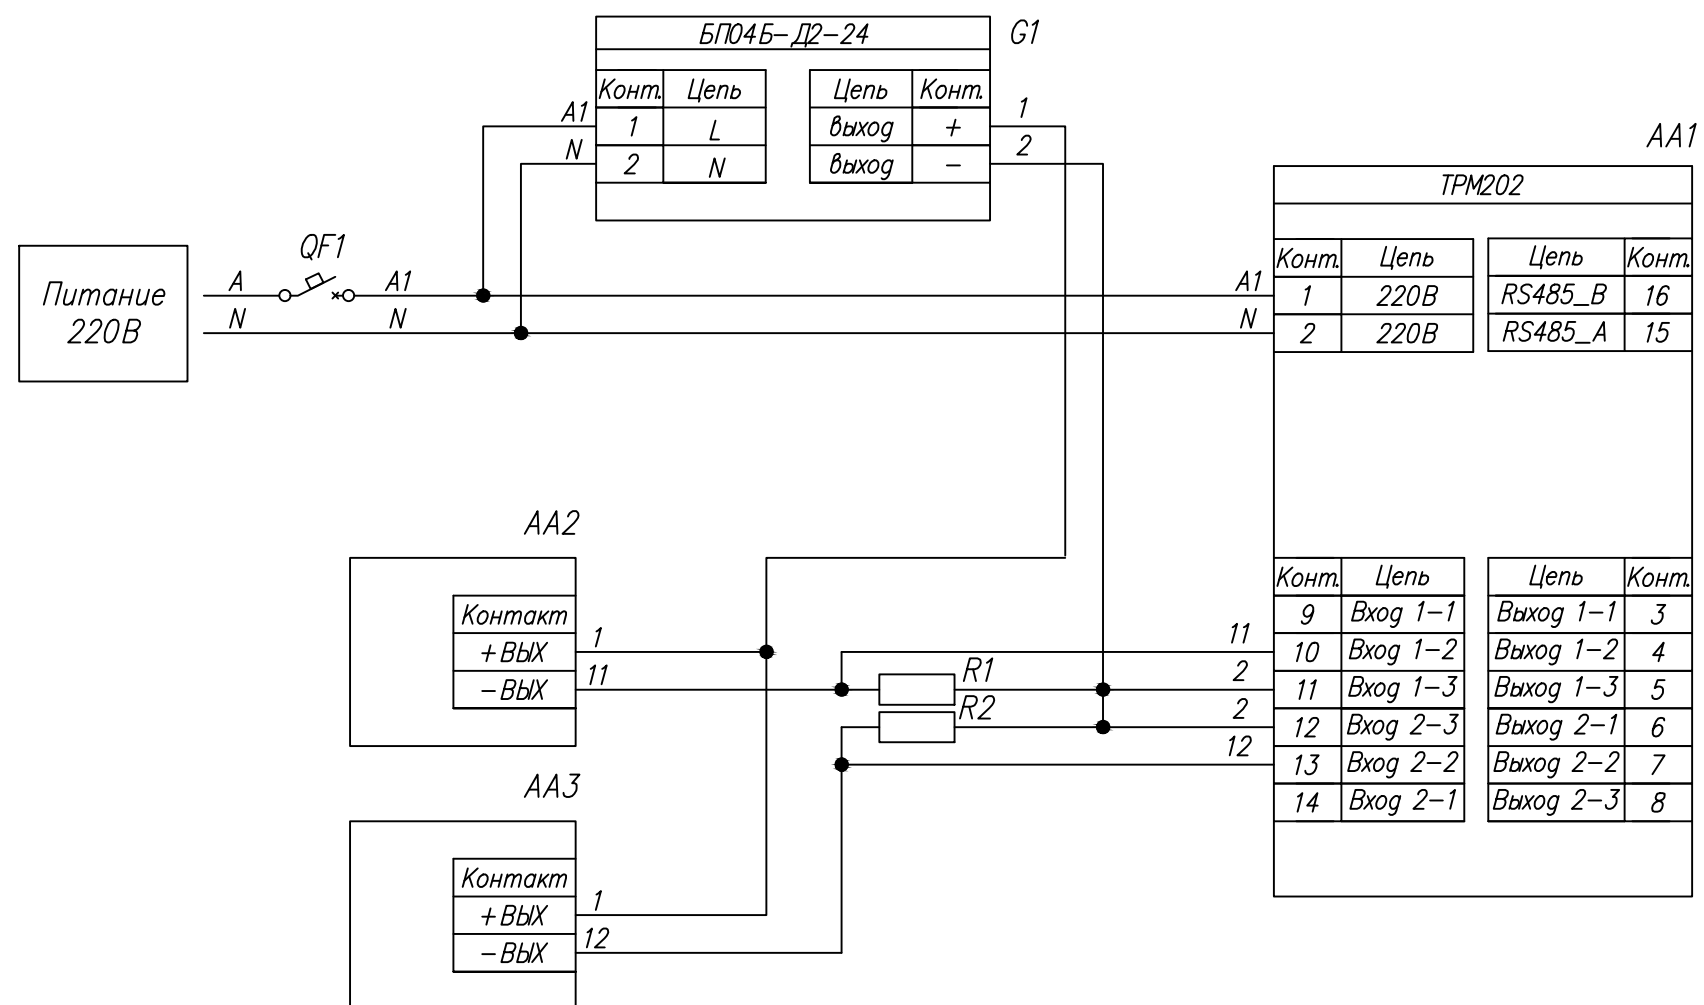 БП04Б-Д2-24
G1
Конт. Цепь Цепь Конт.
A1 1 L выход + 1
N 2 N выход - 2
AA1
ТРМ202
QF1
Питание
220В
A A1 A1
N N N
Конт. Цепь Цепь Конт.
1 220В RS485_B 16
2 220В RS485_A 15
AA2
Контакт
+ВЫХ 1
-ВЫХ 11
R1
R2
11
2
2
12
Конт. Цепь Цепь Конт.
9 Вход 1-1 Выход 1-1 3
10 Вход 1-2 Выход 1-2 4
11 Вход 1-3 Выход 1-3 5
12 Вход 2-3 Выход 2-1 6
13 Вход 2-2 Выход 2-2 7
14 Вход 2-1 Выход 2-3 8
AA3
Контакт
+ВЫХ 1
-ВЫХ 12